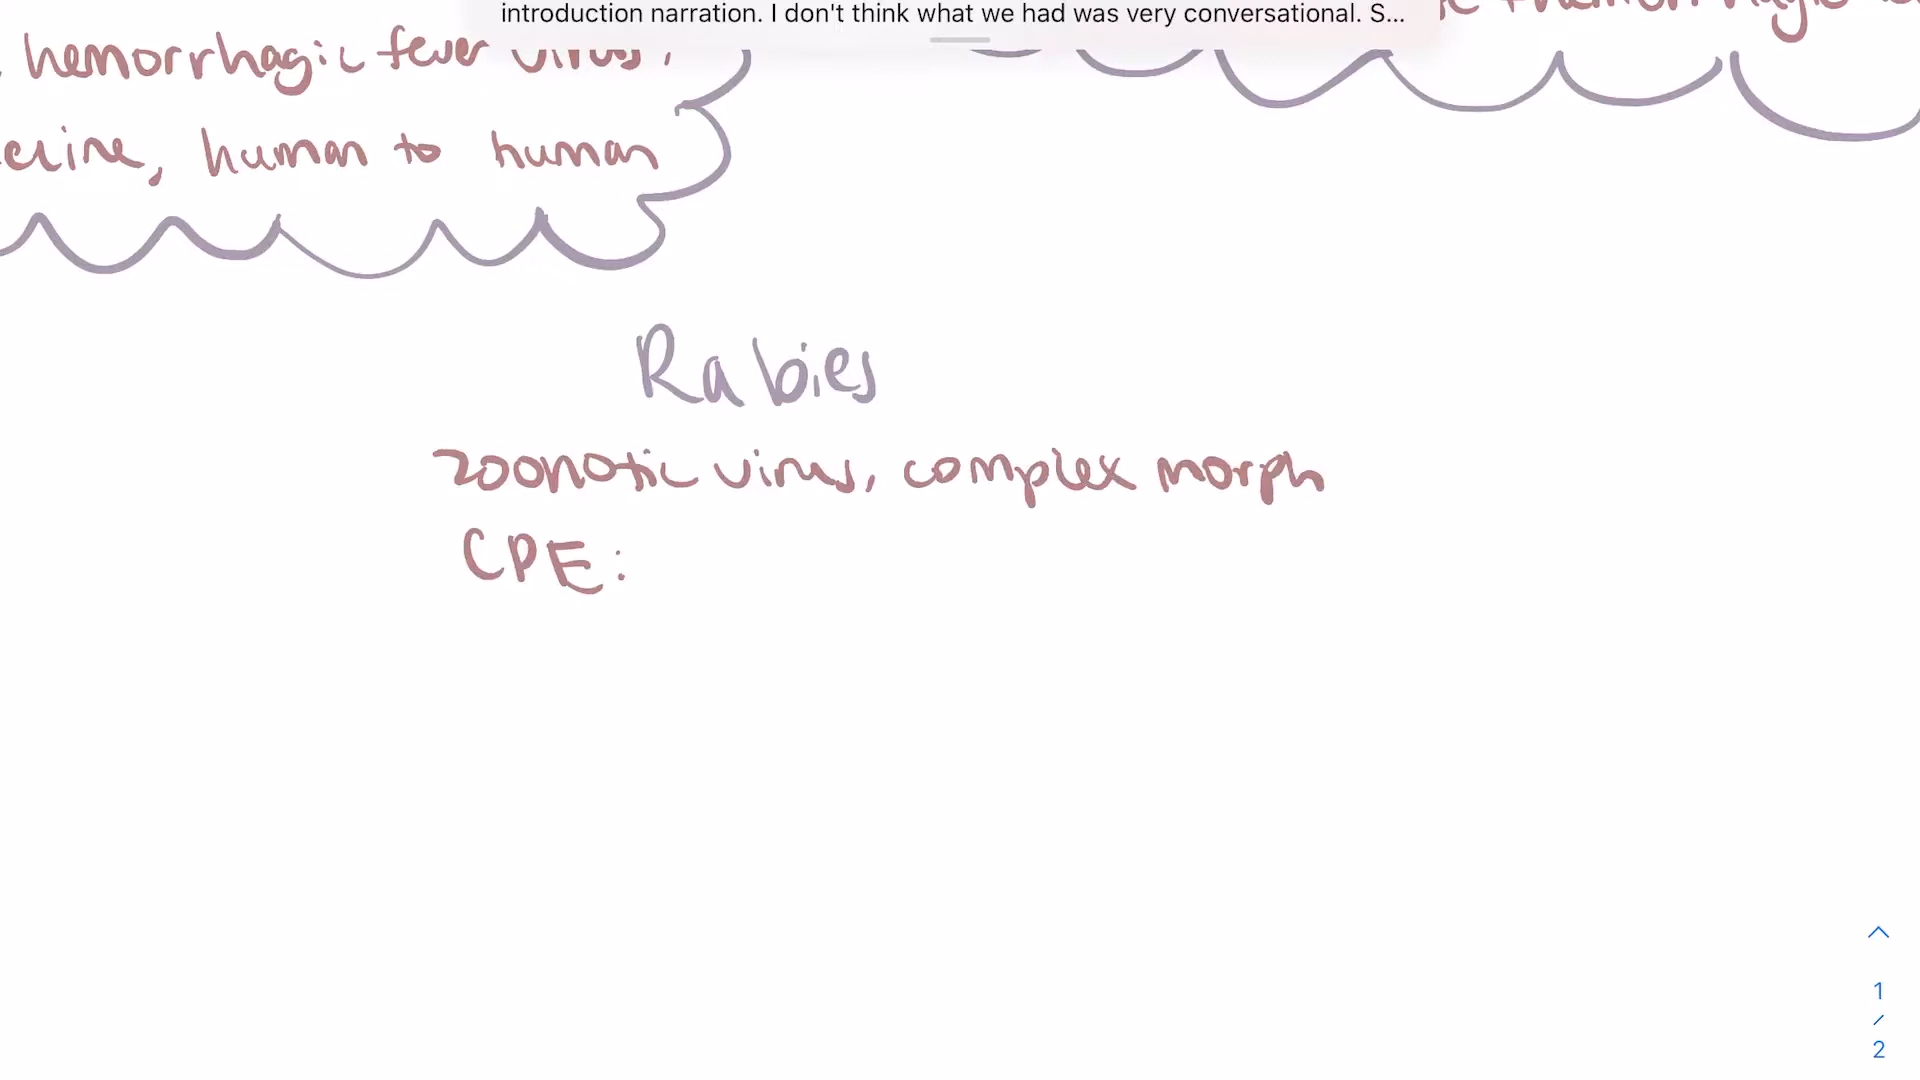 introduction narration. I don't think what we had was very conversational. S...
hemorrhagic fever virus,
human to human
Rabies
zoonotic virus, complex morph
CPE:
1
/
2